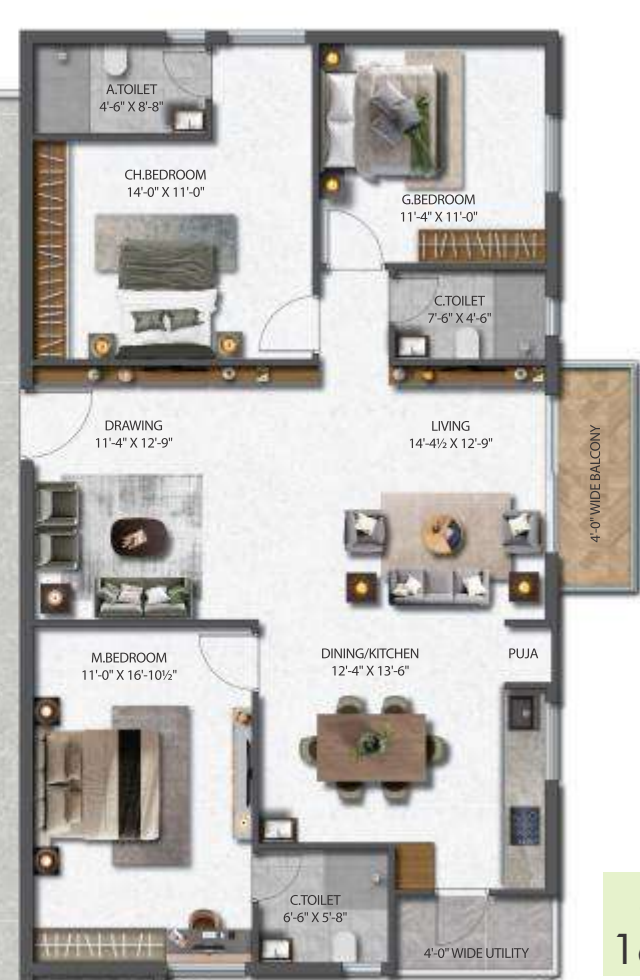 A.TOILET
4'-6" X 8'-8"
CH.BEDROOM
14'-0" X 11'-0"
G.BEDROOM
11'-4" X 11'-0"
C.TOILET
7'-6" X 4'-6"
DRAWING
11'-4" X 12'-9"
LIVING
14'-4½ X 12'-9"
4'-0" WIDE BALCONY
M.BEDROOM
11'-0" X 16'-10½"
DINING/KITCHEN
12'-4" X 13'-6"
PUJA
C.TOILET
6'-6" X 5'-8"
4'-0" WIDE UTILITY